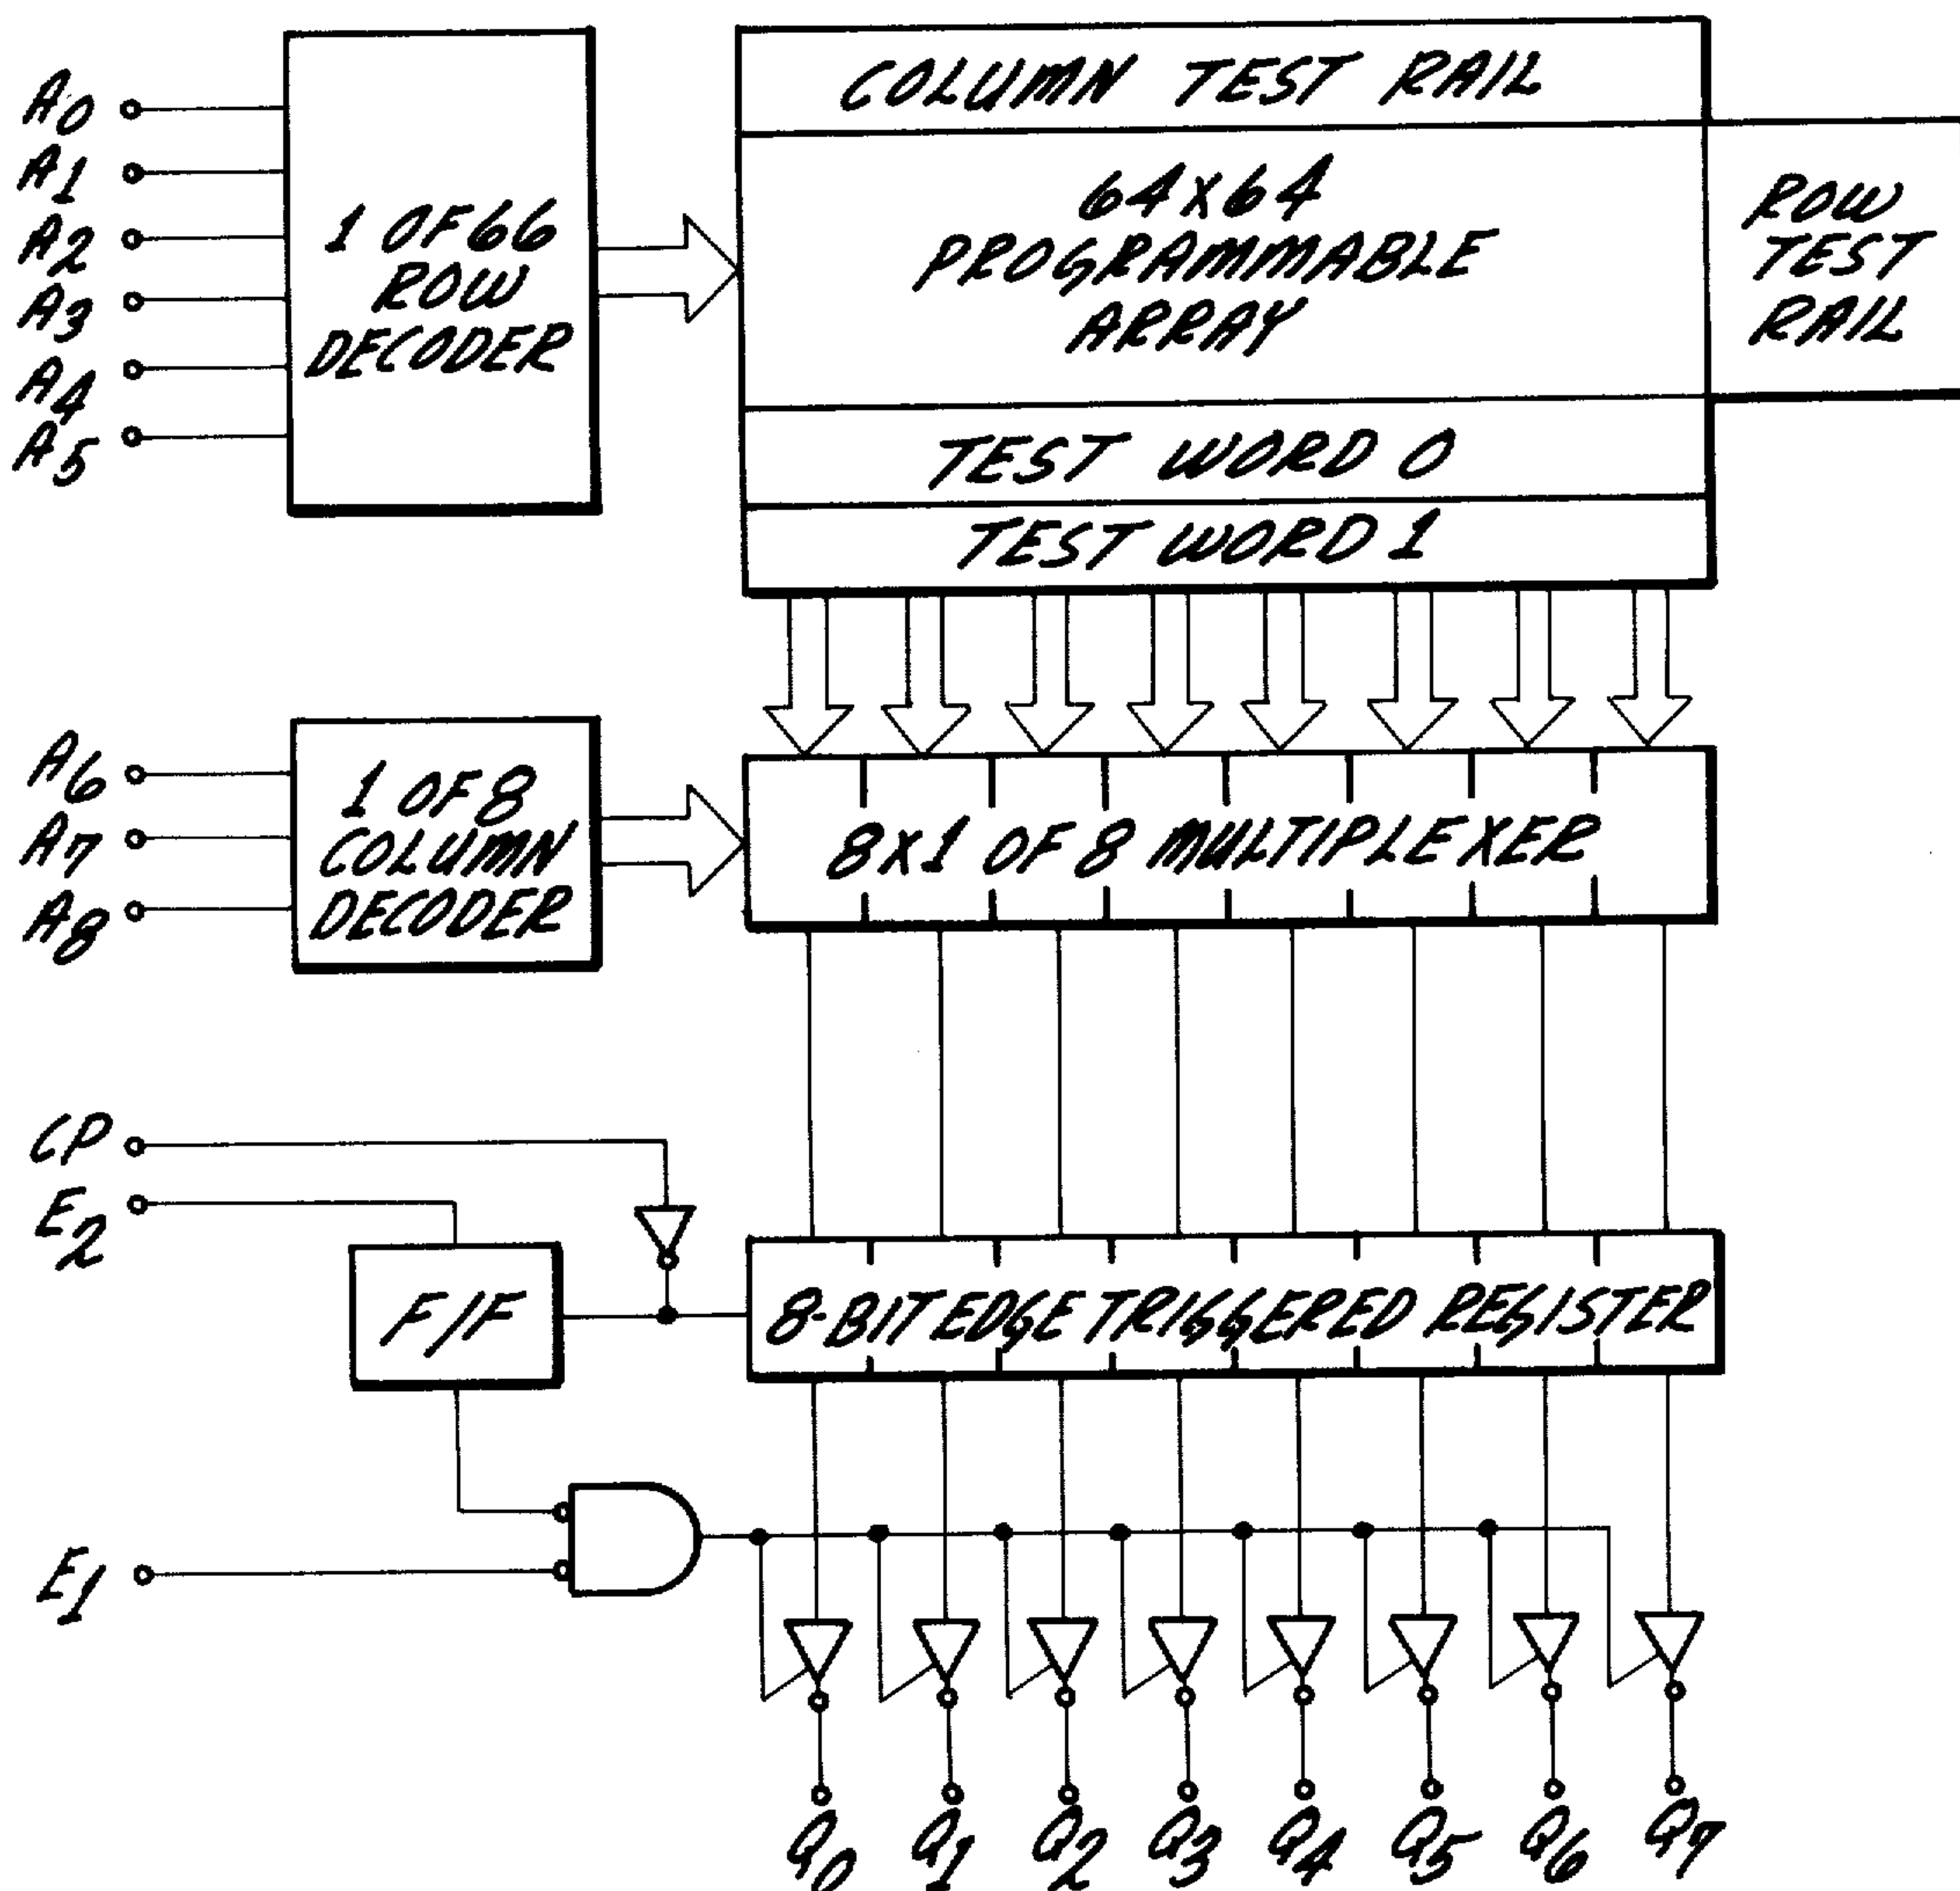 A0
A1
A2
A3
A4
A5
1 OF 66
ROW
DECODER
COLUMN TEST RAIL
64X64
PROGRAMMABLE
ARRAY
ROW
TEST
RAIL
TEST WORD 0
TEST WORD 1
A6
A7
A8
1 OF 8
COLUMN
DECODER
8X1 OF 8 MULTIPLEXER
CP
E2
F/F
8-BIT EDGE TRIGGERED REGISTER
E1
Q0 Q1 Q2 Q3 Q4 Q5 Q6 Q7